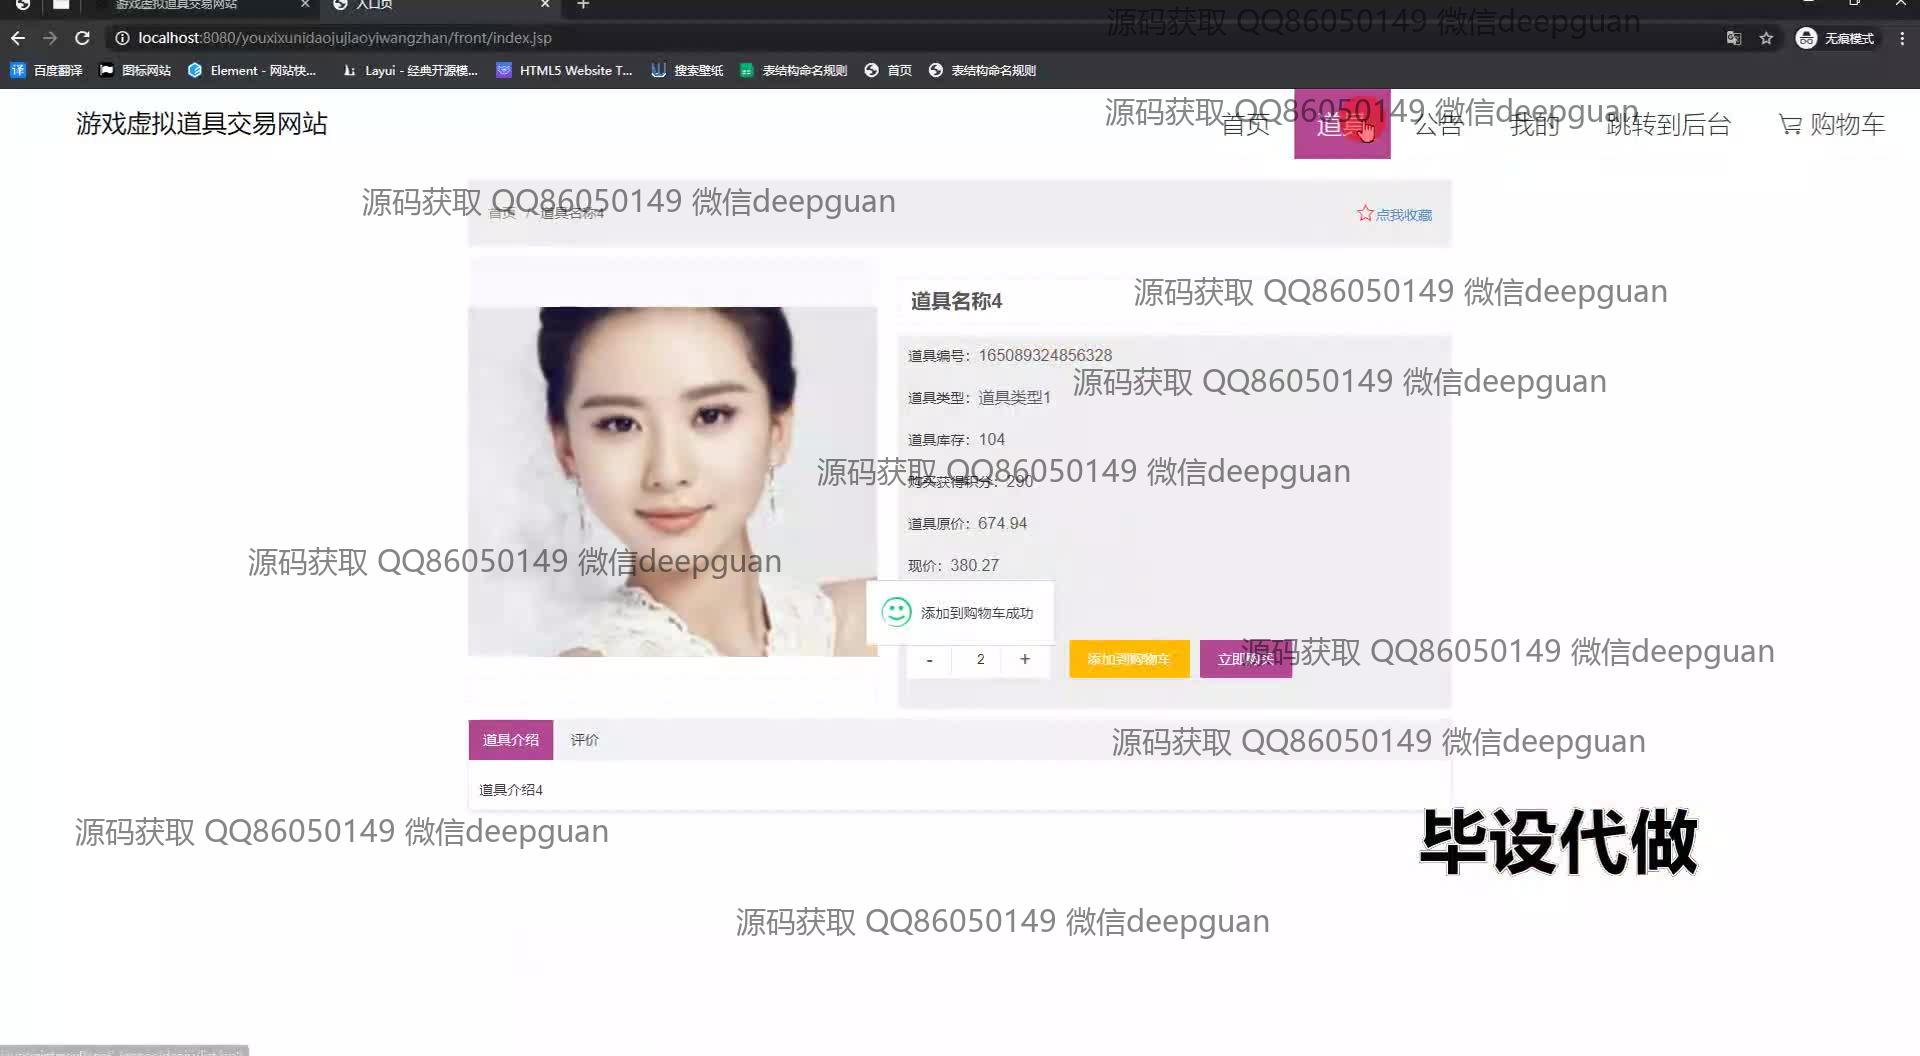 游戏虚拟道具交易网站
入口页
源码获取 QQ86050149 微信deepguan
localhost:8080/youxixunidaojujiaoyiwangzhan/front/index.jsp
无痕模式
百度翻译
图标网站
Element - 网站快...
Layui - 经典开源模...
HTML5 Website T...
搜索壁纸
表结构命名规则
首页
表结构命名规则
源码获取 QQ86050149 微信deepguan
游戏虚拟道具交易网站
首页
道具
公告
我的
跳转到后台
购物车
源码获取 QQ86050149 微信deepguan
首页 / 道具名称4
点我收藏
道具名称4
源码获取 QQ86050149 微信deepguan
道具编号：165089324856328
源码获取 QQ86050149 微信deepguan
道具类型：道具类型1
道具库存：104
源码获取 QQ86050149 微信deepguan
购买获得积分：290
道具原价：674.94
源码获取 QQ86050149 微信deepguan
现价：380.27
添加到购物车成功
- 2 +
添加到购物车
立即购买
源码获取 QQ86050149 微信deepguan
道具介绍
评价
源码获取 QQ86050149 微信deepguan
道具介绍4
源码获取 QQ86050149 微信deepguan
毕设代做
源码获取 QQ86050149 微信deepguan